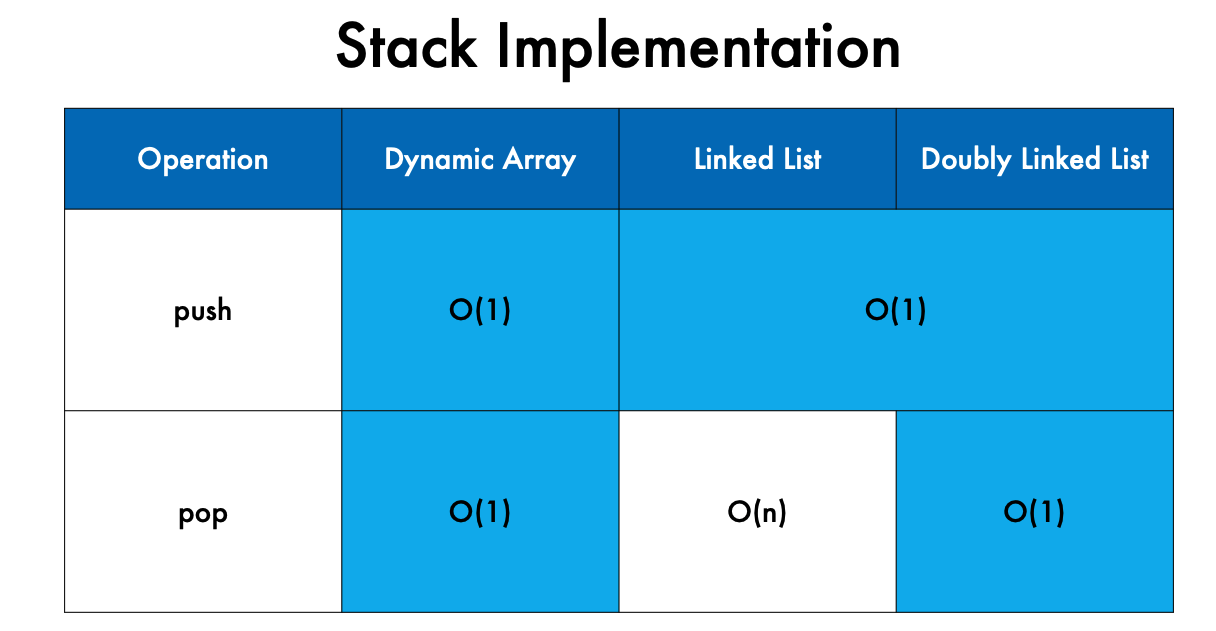 Stack Implementation
Operation Dynamic Array Linked List Doubly Linked List
push O(1) O(1)
pop O(1) O(n) O(1)